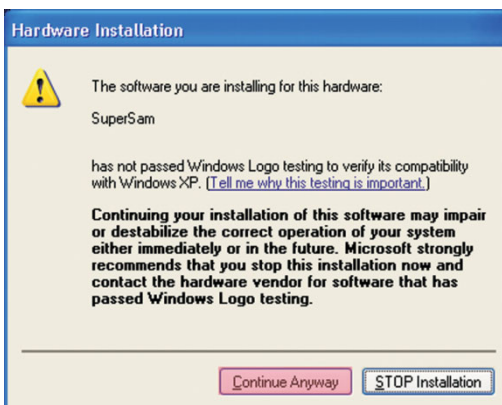 Hardware Installation
The software you are installing for this hardware:
SuperSam
has not passed Windows Logo testing to verify its compatibility
with Windows XP. (Tell me why this testing is important.)
Continuing your installation of this software may impair
or destabilize the correct operation of your system
either immediately or in the future. Microsoft strongly
recommends that you stop this installation now and
contact the hardware vendor for software that has
passed Windows Logo testing.
Continue Anyway
STOP Installation